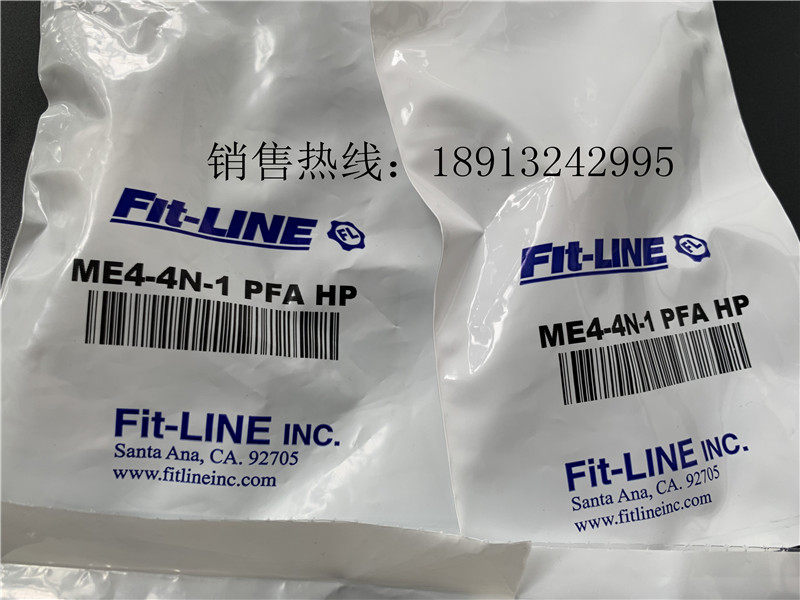 销售热线：18913242995
Fit-LINE FL
ME4-4N-1 PFA HP
Fit-LINE INC.
Santa Ana, CA. 92705
www.fitlineinc.com
Fit-LINE FL
ME4-4N-1 PFA HP
Fit-LINE INC.
Santa Ana, CA. 92705
www.fitlineinc.com